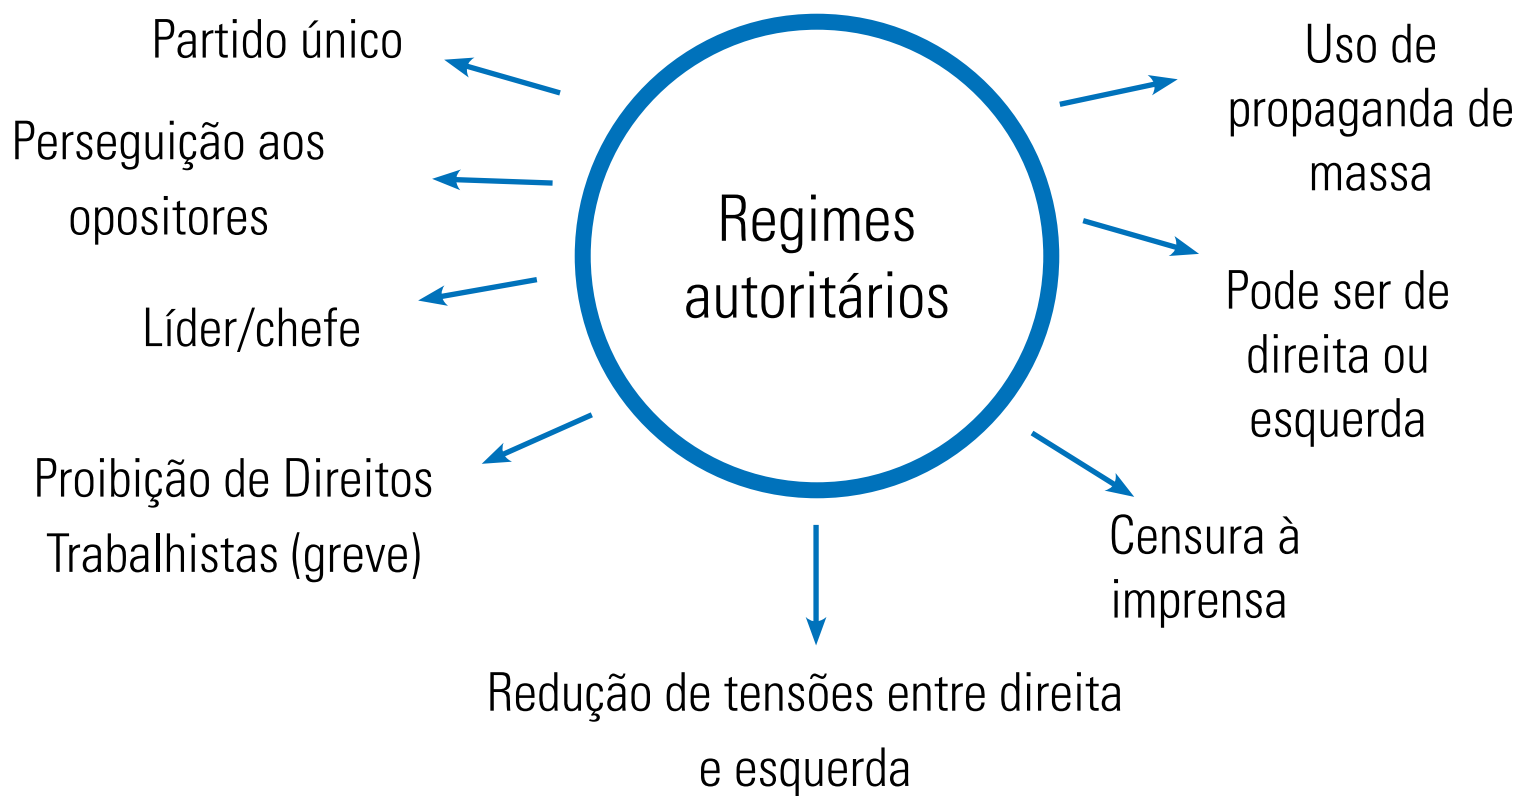 Partido único
Perseguição aos
opositores
Líder/chefe
Proibição de Direitos
Trabalhistas (greve)
Regimes
autoritários
Uso de
propaganda de
massa
Pode ser de
direita ou
esquerda
Censura à
imprensa
Redução de tensões entre direita
e esquerda